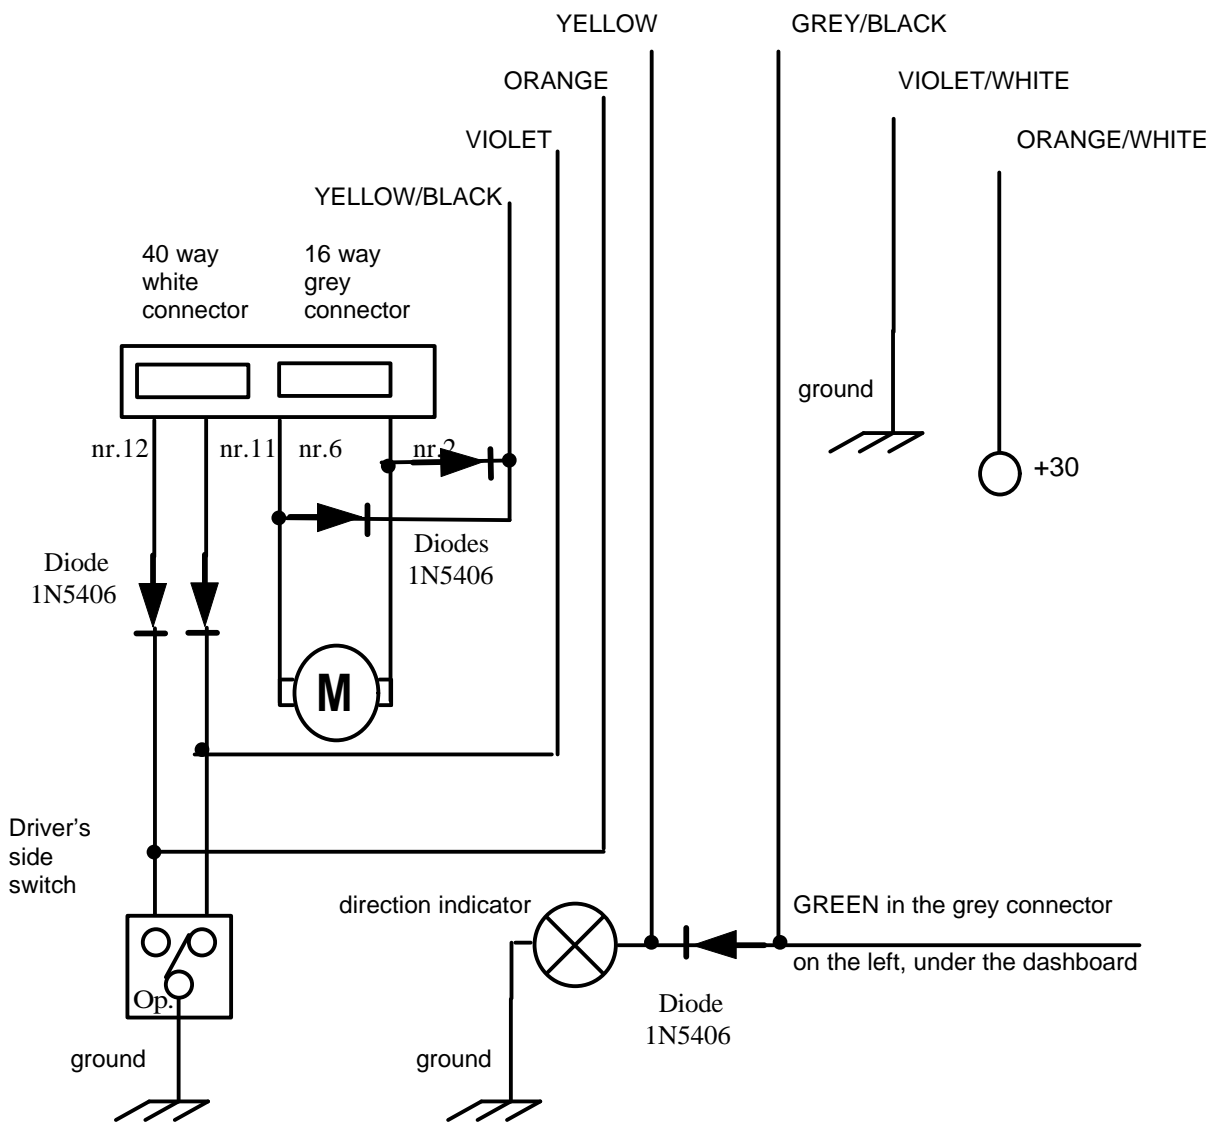 YELLOW
GREY/BLACK
ORANGE
VIOLET/WHITE
VIOLET
ORANGE/WHITE
YELLOW/BLACK
40 way
white
connector
16 way
grey
connector
ground
nr.12
nr.11
nr.6
nr.2
+30
Diode
1N5406
Diodes
1N5406
M
Driver's
side
switch
direction indicator
GREEN in the grey connector
on the left, under the dashboard
Op.
Diode
1N5406
ground
ground